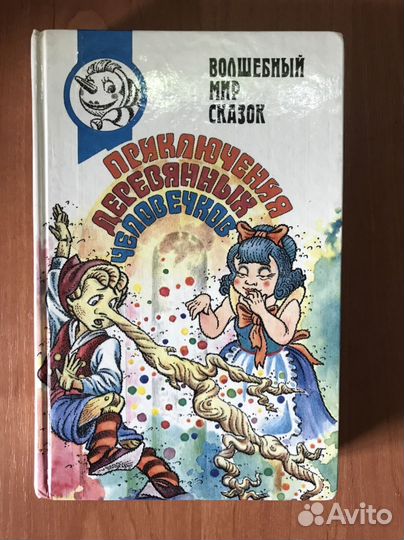 ВОЛШЕБНЫЙ
МИР
СКАЗОК
ПРИКЛЮЧЕНИЯ
ДЕРЕВЯННЫХ
ЧЕЛОВЕЧКОВ
Avito